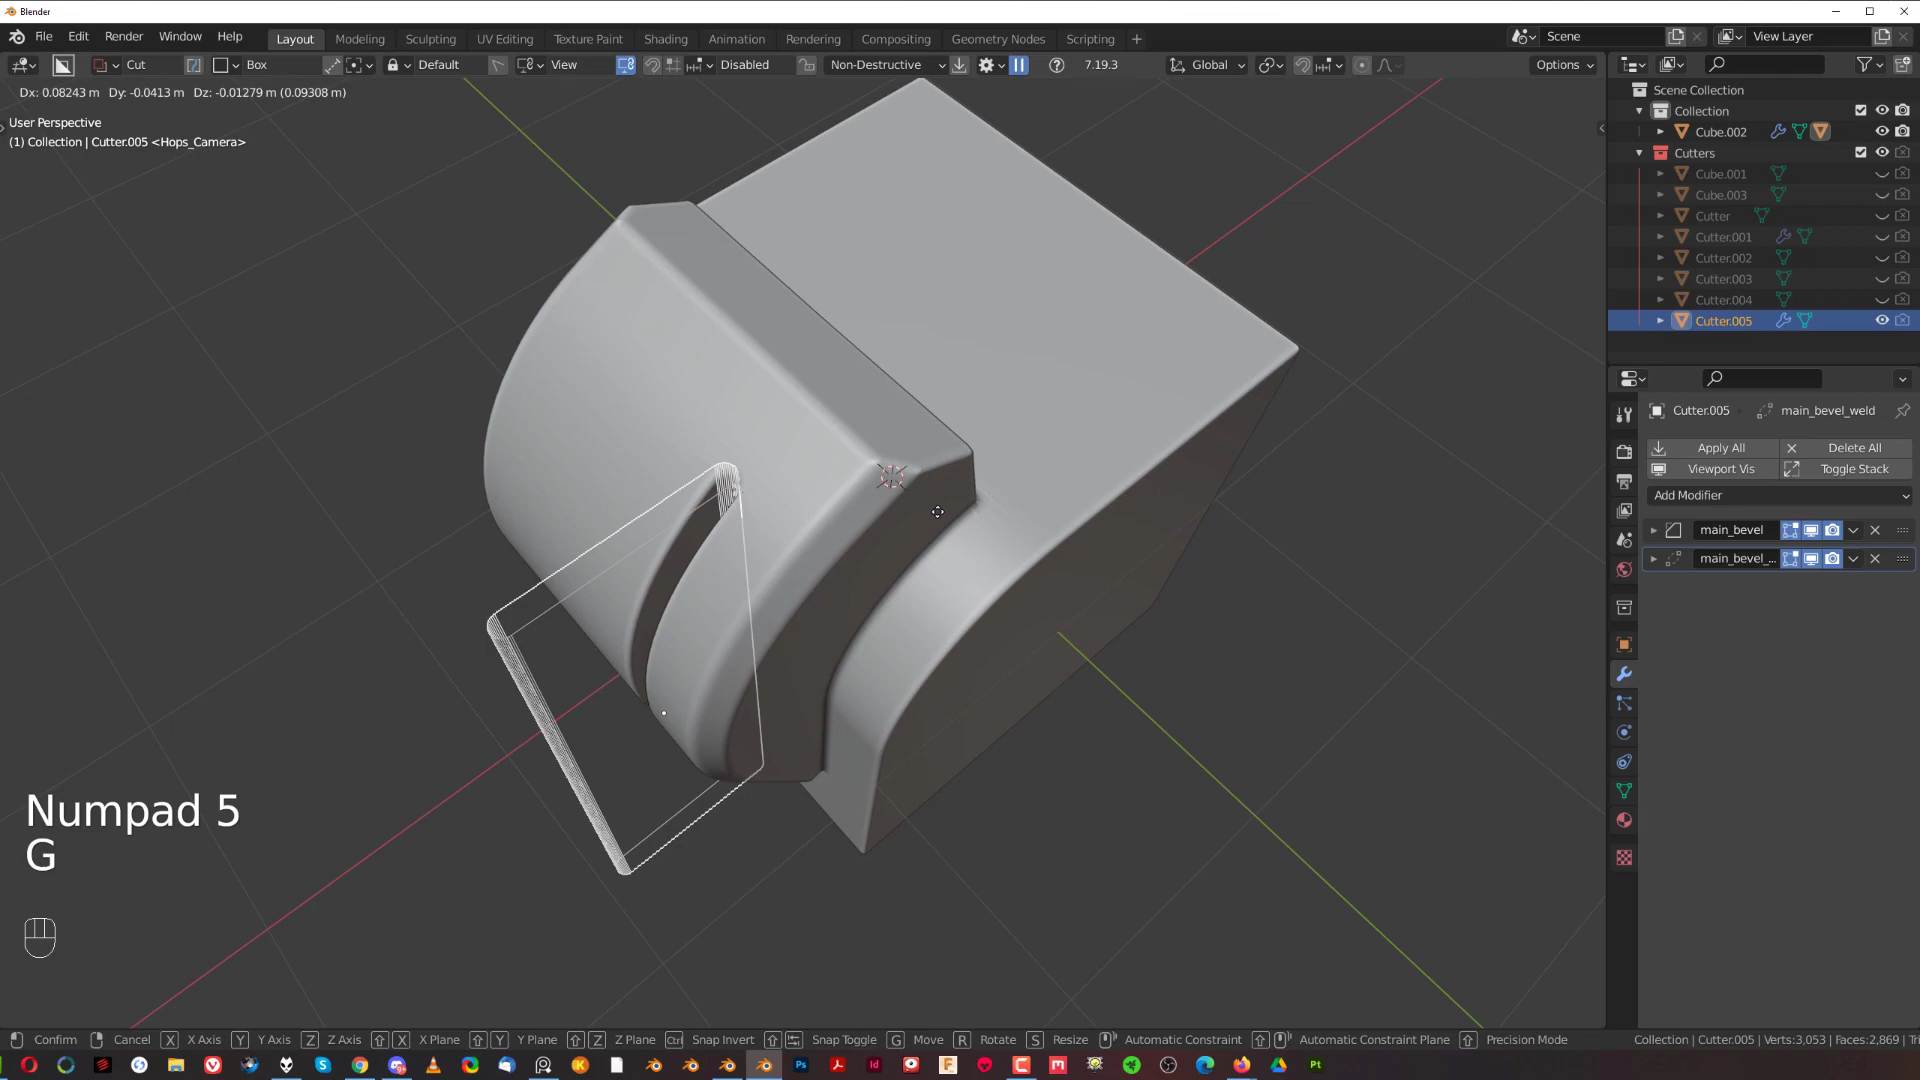 Blender
File Edit Render Window Help Layout Modeling Sculpting UV Editing Texture Paint Shading Animation Rendering Compositing Geometry Nodes Scripting + Scene View Layer
Cut Box Default View Disabled Non-Destructive 7.19.3 Global Options
Dx: 0.08243 m Dy: -0.0413 m Dz: -0.01279 m (0.09308 m)
User Perspective
(1) Collection | Cutter.005 <Hops_Camera>
Scene Collection
Collection
Cube.002
Cutters
Cube.001
Cube.003
Cutter
Cutter.001
Cutter.002
Cutter.003
Cutter.004
Cutter.005
Cutter.005 main_bevel_weld
Apply All Delete All
Viewport Vis Toggle Stack
Add Modifier
main_bevel
main_bevel_...
Numpad 5
G
Confirm Cancel X X Axis Y Y Axis Z Z Axis X X Plane Y Y Plane Z Z Plane Ctrl Snap Invert Snap Toggle G Move R Rotate S Resize Automatic Constraint Automatic Constraint Plane Precision Mode Collection | Cutter.005 | Verts:3,053 | Faces:2,869 | Tri